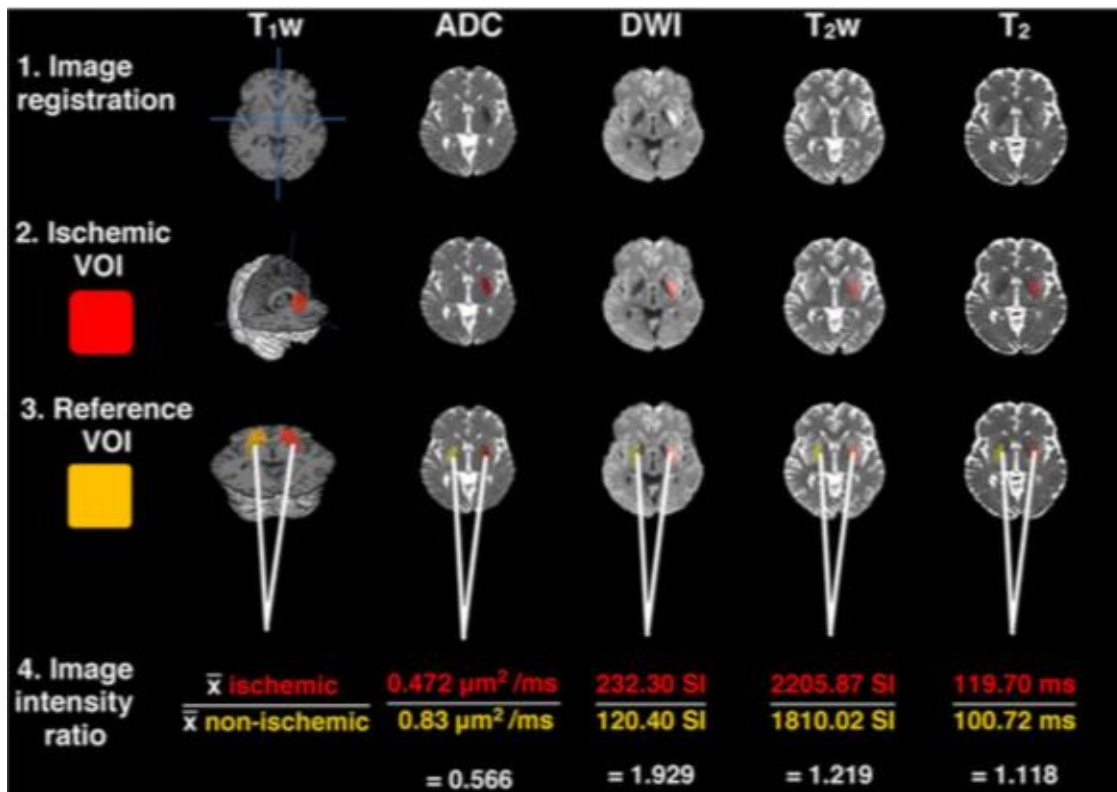 T₁w ADC DWI T₂w T₂
1. Image
registration
2. Ischemic
VOI
3. Reference
VOI
4. Image
intensity
ratio
x̅ ischemic 0.472 µm²/ms 232.30 SI 2205.87 SI 119.70 ms
x̅ non-ischemic 0.83 µm²/ms 120.40 SI 1810.02 SI 100.72 ms
= 0.566 = 1.929 = 1.219 = 1.118